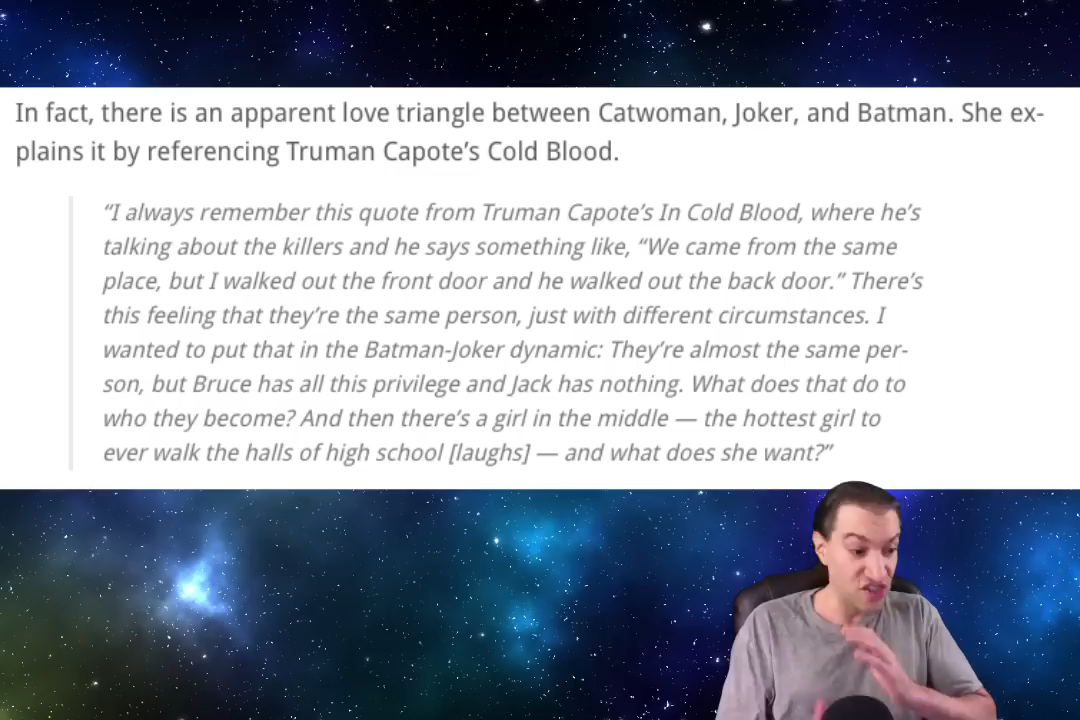 In fact, there is an apparent love triangle between Catwoman, Joker, and Batman. She ex-
plains it by referencing Truman Capote’s Cold Blood.
“I always remember this quote from Truman Capote’s In Cold Blood, where he’s
talking about the killers and he says something like, “We came from the same
place, but I walked out the front door and he walked out the back door.” There’s
this feeling that they’re the same person, just with different circumstances. I
wanted to put that in the Batman-Joker dynamic: They’re almost the same per-
son, but Bruce has all this privilege and Jack has nothing. What does that do to
who they become? And then there’s a girl in the middle — the hottest girl to
ever walk the halls of high school [laughs] — and what does she want?”